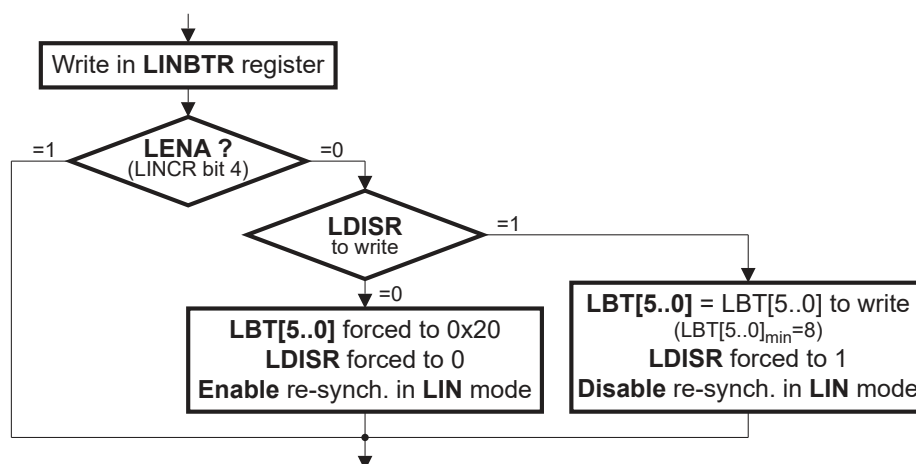 Write in LINBTR register
=1
LENA ?
=0
(LINCR bit 4)
LDISR
to write
=1
=0
LBT[5..0] forced to 0x20
LDISR forced to 0
Enable re-synch. in LIN mode
LBT[5..0] = LBT[5..0] to write
(LBT[5..0]min=8)
LDISR forced to 1
Disable re-synch. in LIN mode